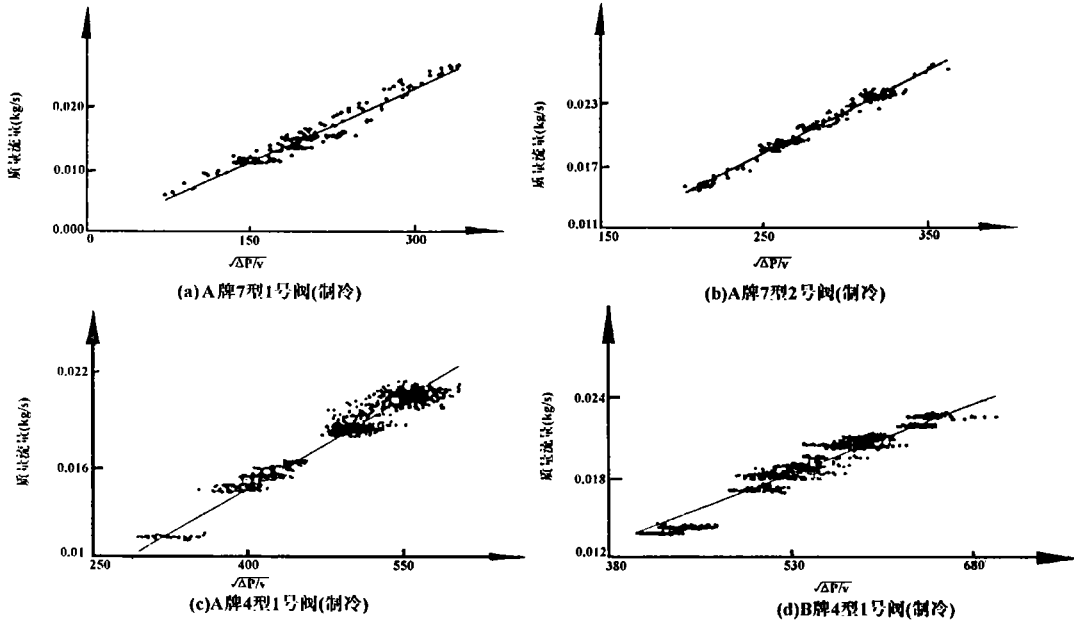 质量流量(kg/s)
0.020
0.010
0.000
0
150
300
√ΔP/v
(a)A牌7型1号阀(制冷)
质量流量(kg/s)
0.023
0.017
0.011
150
250
350
√ΔP/v
(b)A牌7型2号阀(制冷)
质量流量(kg/s)
0.022
0.016
0.01
250
400
550
√ΔP/v
(c)A牌4型1号阀(制冷)
质量流量(kg/s)
0.024
0.018
0.012
380
530
680
√ΔP/v
(d)B牌4型1号阀(制冷)